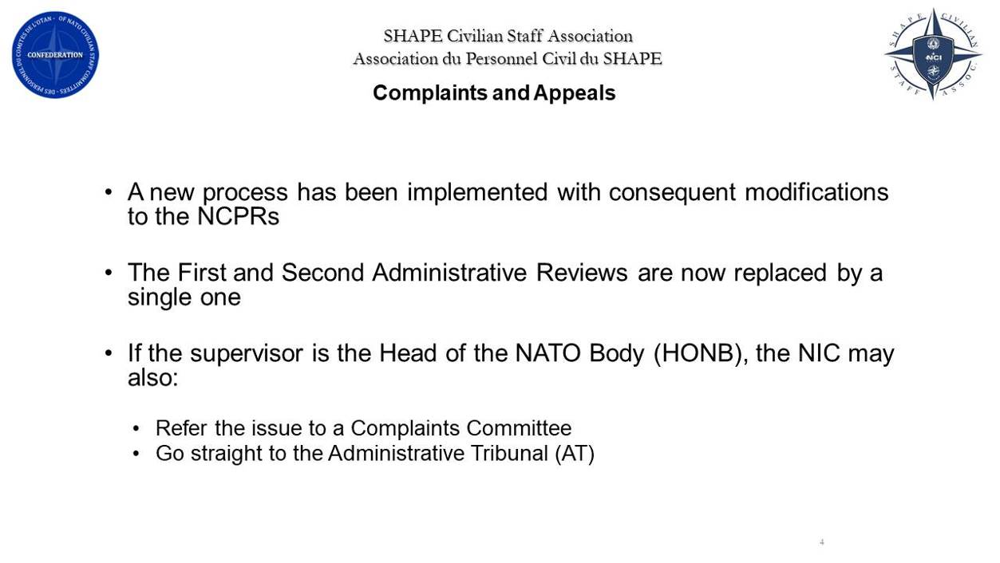 COMITES DE L'OTAN - OF NATO CIVILIAN STAFF COMMITTEES - DES PERSONNEL DU
CONFEDERATION
SHAPE Civilian Staff Association
Association du Personnel Civil du SHAPE
SHAPE CIVILIAN
NCI
STAFF ASSOC.
Complaints and Appeals
• A new process has been implemented with consequent modifications
to the NCPRs
• The First and Second Administrative Reviews are now replaced by a
single one
• If the supervisor is the Head of the NATO Body (HONB), the NIC may
also:
• Refer the issue to a Complaints Committee
• Go straight to the Administrative Tribunal (AT)
4